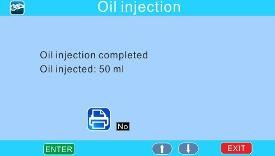 Oil injection
Oil injection completed
Oil injected: 50 ml
No
ENTER
EXIT